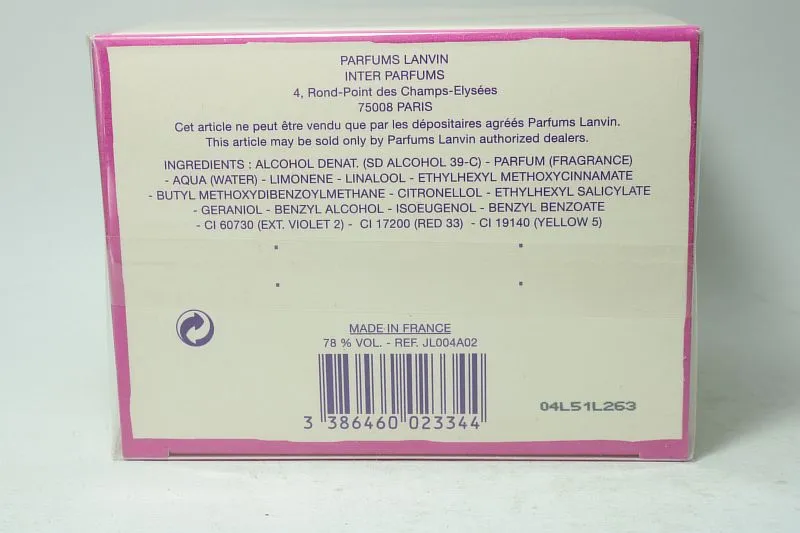 PARFUMS LANVIN
INTER PARFUMS
4, Rond-Point des Champs-Elysées
75008 PARIS
Cet article ne peut être vendu que par les dépositaires agréés Parfums Lanvin.
This article may be sold only by Parfums Lanvin authorized dealers.
INGREDIENTS : ALCOHOL DENAT. (SD ALCOHOL 39-C) - PARFUM (FRAGRANCE)
- AQUA (WATER) - LIMONENE - LINALOOL - ETHYLHEXYL METHOXYCINNAMATE
- BUTYL METHOXYDIBENZOYLMETHANE - CITRONELLOL - ETHYLHEXYL SALICYLATE
- GERANIOL - BENZYL ALCOHOL - ISOEUGENOL - BENZYL BENZOATE
- CI 60730 (EXT. VIOLET 2) - CI 17200 (RED 33) - CI 19140 (YELLOW 5)
MADE IN FRANCE
78 % VOL. - REF. JL004A02
3 386460 023344
04L51L263